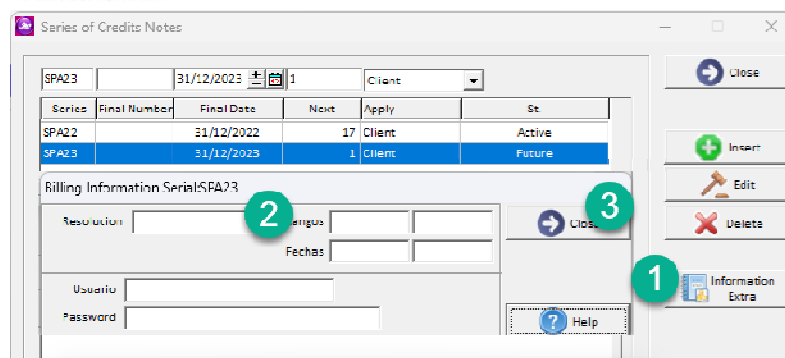 Series of Credits Notes
SPA23 31/12/2023 1 Client
Close
Series Final Number Final Date Next Apply St
SPA22 31/12/2022 17 Client Active
SPA23 31/12/2023 1 Client Future
Insert
Edit
Delete
Information
Extra
1
Billing Information Serial:SPA23
Resolucion 2 angos
Close 3
Fechas
Usuario
Password
Help